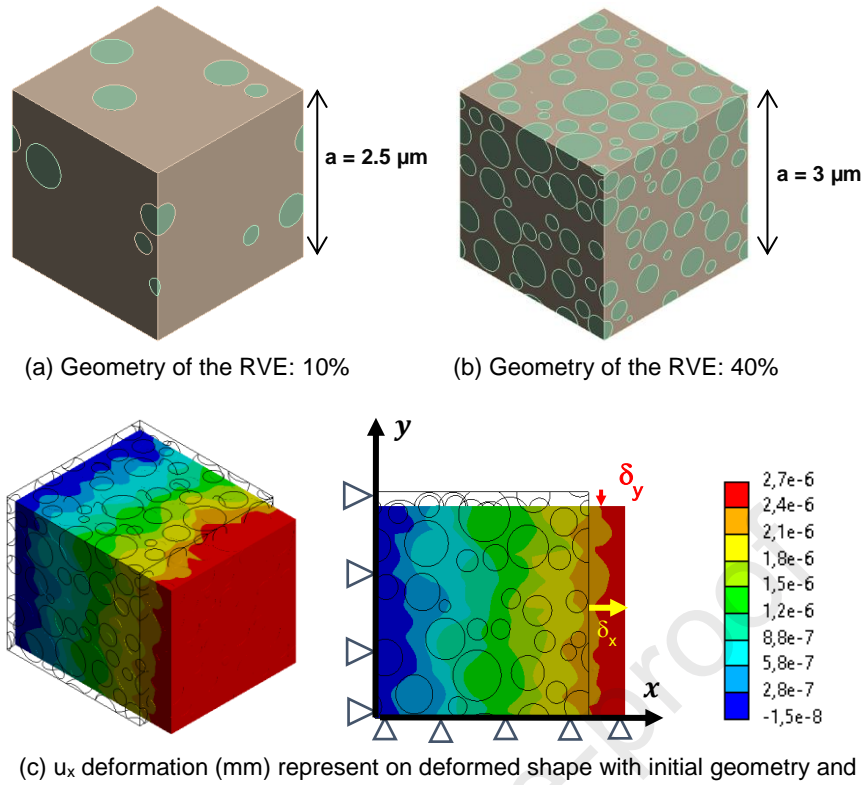 a = 2.5 µm
a = 3 µm
(a) Geometry of the RVE: 10%
(b) Geometry of the RVE: 40%
y
δy
δx
x
2,7e-6
2,4e-6
2,1e-6
1,8e-6
1,5e-6
1,2e-6
8,8e-7
5,8e-7
2,8e-7
-1,5e-8
(c) ux deformation (mm) represent on deformed shape with initial geometry and